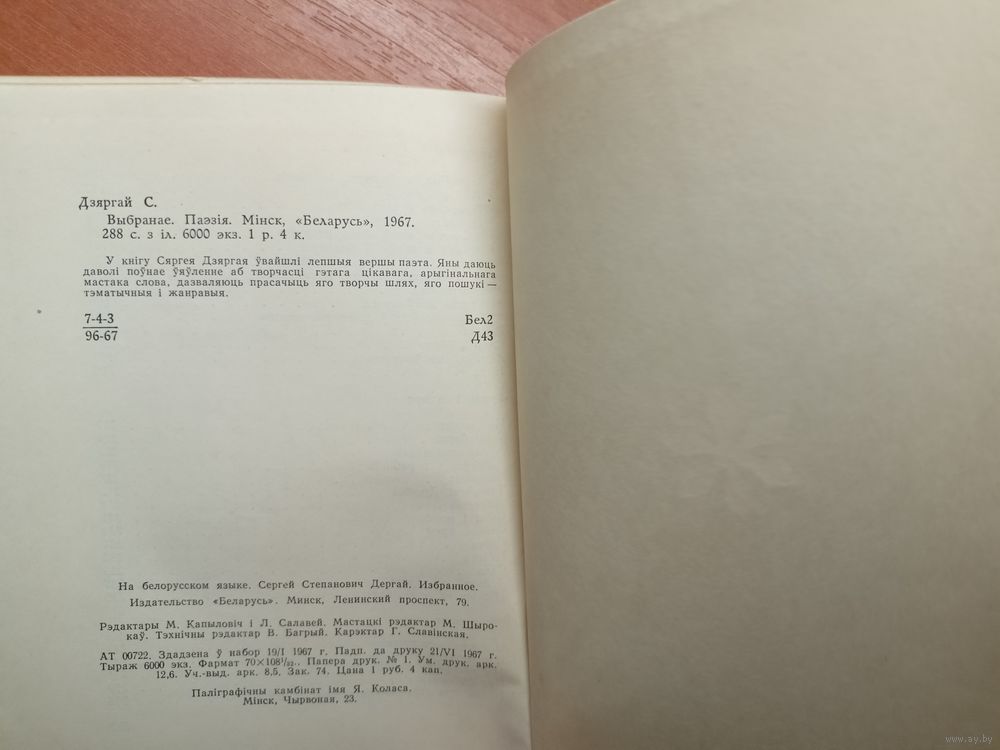 Дзяргай С.
Выбранае. Паэзія. Мінск, «Беларусь», 1967.
288 с. з іл. 6000 экз. 1 р. 4 к.
У кнігу Сяргея Дзяргая ўвайшлі лепшыя вершы паэта. Яны даюць
даволі поўнае ўяўленне аб творчасці гэтага цікавага, арыгінальнага
мастака слова, дазваляюць прасачыць яго творчы шлях, яго пошукі —
тэматычныя і жанравыя.
7-4-3 Бел2
96-67 Д43
На белорусском языке. Сергей Степанович Дергай. Избранное.
Издательство «Беларусь». Минск, Ленинский проспект, 79.
Рэдактары М. Капыловіч і Л. Салавей. Мастацкі рэдактар М. Шыро-
каў. Тэхнічны рэдактар В. Багрый. Карэктар Г. Славінская.
АТ 00722. Здадзена ў набор 19/I 1967 г. Падп. да друку 21/VI 1967 г.
Тыраж 6000 экз. Фармат 70×108¹/₃₂. Папера друк. № 1. Ум. друк. арк.
12,6. Уч.-выд. арк. 8,5. Зак. 74. Цана 1 руб. 4 кап.
Паліграфічны камбінат імя Я. Коласа.
Мінск, Чырвоная, 23.
www.ay.by